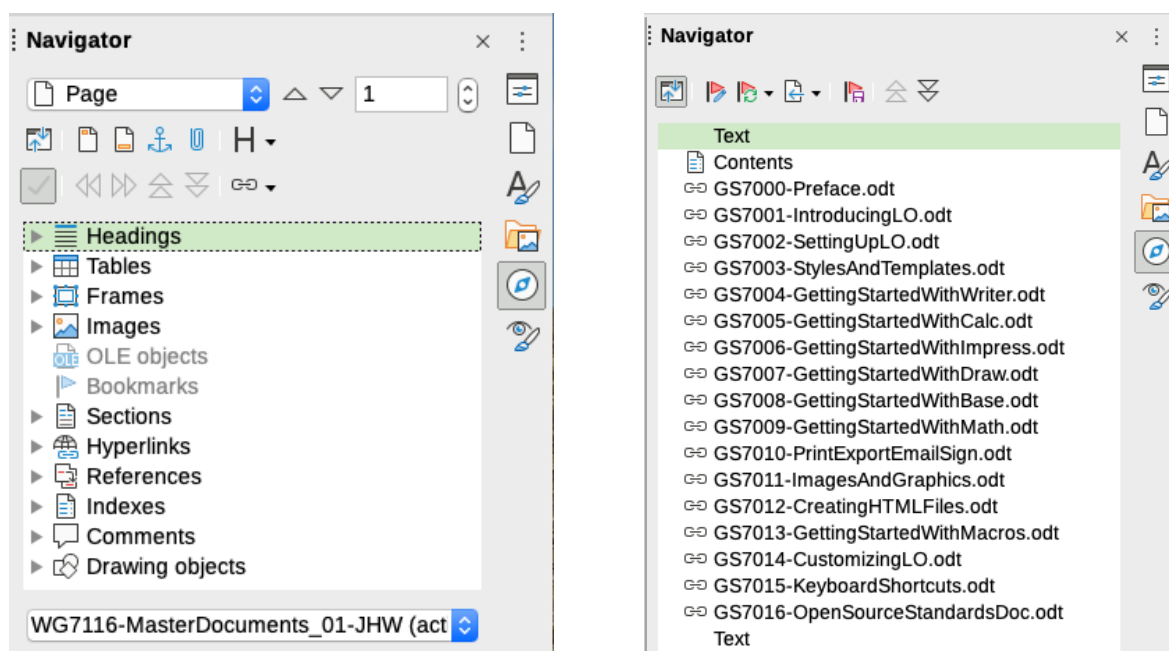 Navigator
Page
1
H
Headings
Tables
Frames
Images
OLE objects
Bookmarks
Sections
Hyperlinks
References
Indexes
Comments
Drawing objects
WG7116-MasterDocuments_01-JHW (act
Navigator
Text
Contents
GS7000-Preface.odt
GS7001-IntroducingLO.odt
GS7002-SettingUpLO.odt
GS7003-StylesAndTemplates.odt
GS7004-GettingStartedWithWriter.odt
GS7005-GettingStartedWithCalc.odt
GS7006-GettingStartedWithImpress.odt
GS7007-GettingStartedWithDraw.odt
GS7008-GettingStartedWithBase.odt
GS7009-GettingStartedWithMath.odt
GS7010-PrintExportEmailSign.odt
GS7011-ImagesAndGraphics.odt
GS7012-CreatingHTMLFiles.odt
GS7013-GettingStartedWithMacros.odt
GS7014-CustomizingLO.odt
GS7015-KeyboardShortcuts.odt
GS7016-OpenSourceStandardsDoc.odt
Text